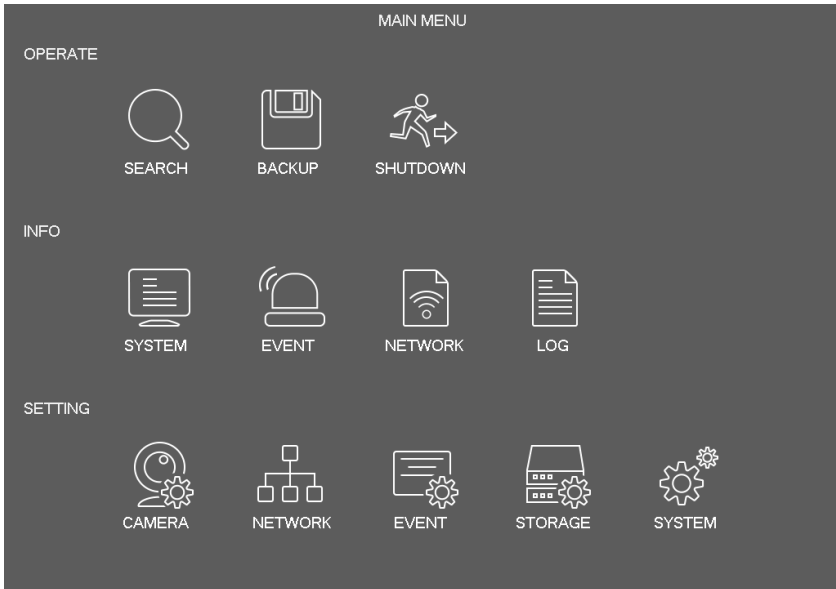 MAIN MENU
OPERATE
SEARCH BACKUP SHUTDOWN
INFO
SYSTEM EVENT NETWORK LOG
SETTING
CAMERA NETWORK EVENT STORAGE SYSTEM